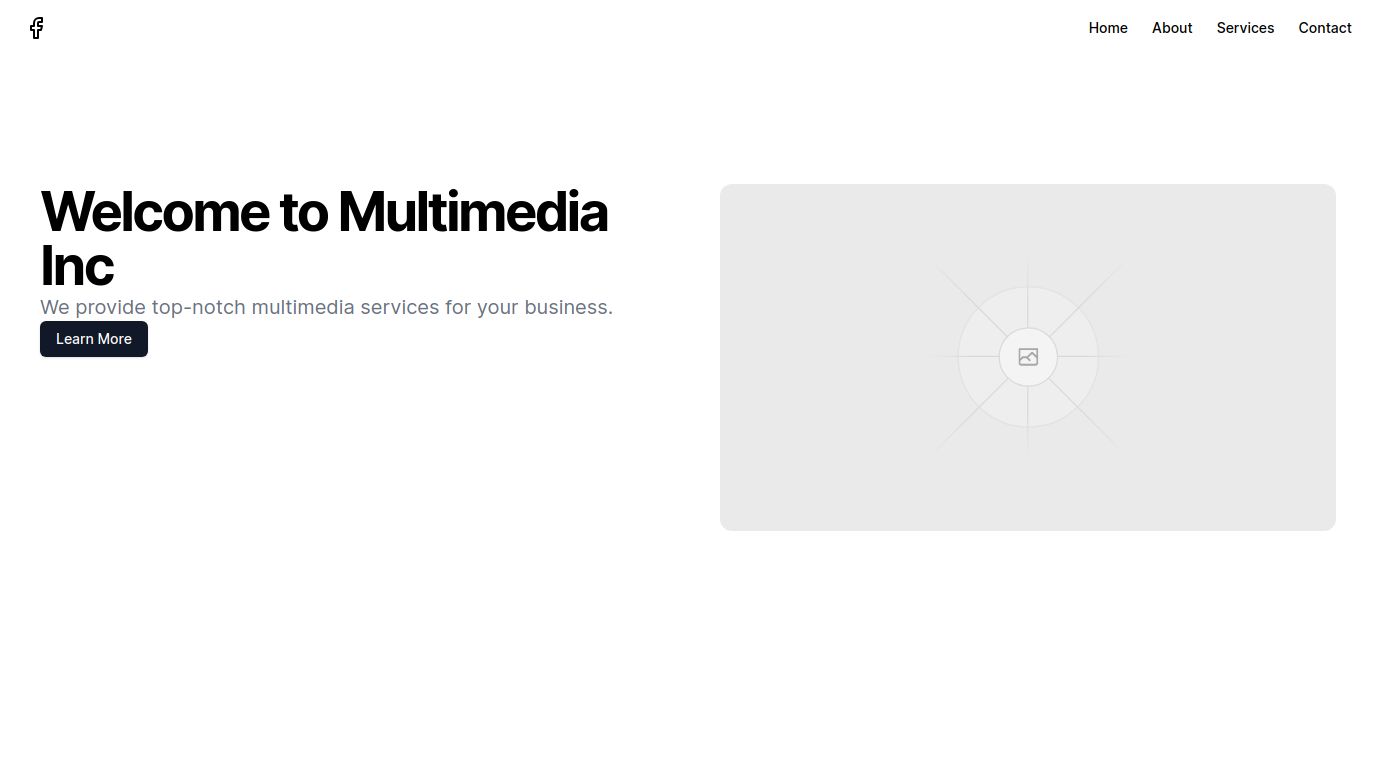 Home About Services Contact
Welcome to Multimedia
Inc
We provide top-notch multimedia services for your business.
Learn More